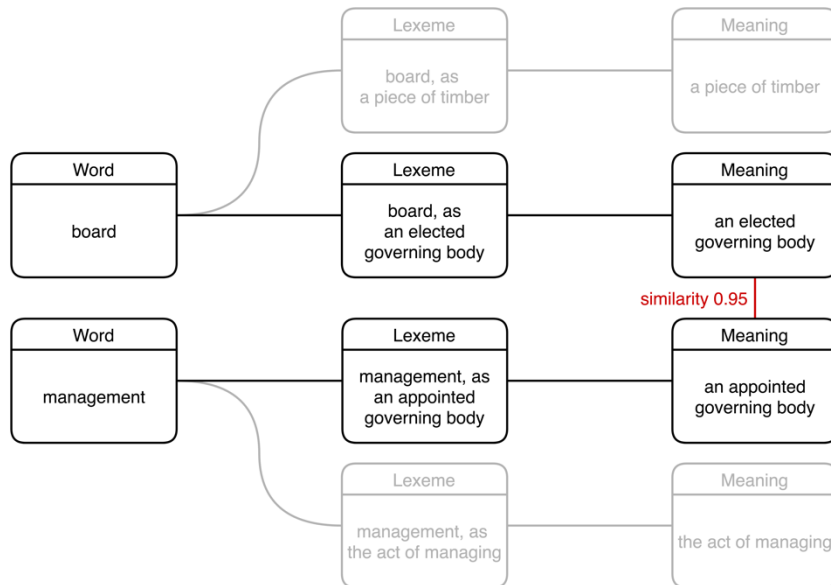 Lexeme
board, as
a piece of timber
Meaning
a piece of timber
Word
board
Lexeme
board, as
an elected
governing body
Meaning
an elected
governing body
similarity 0.95
Word
management
Lexeme
management, as
an appointed
governing body
Meaning
an appointed
governing body
Lexeme
management, as
the act of managing
Meaning
the act of managing